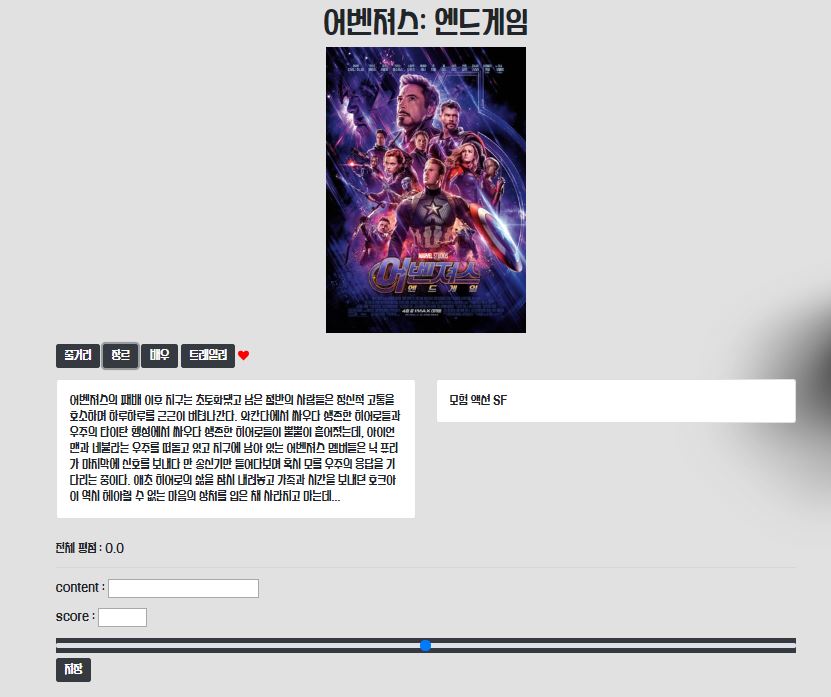 어벤져스: 엔드게임
MARVEL STUDIOS
어벤져스
엔드게임
줄거리 장르 배우 트레일러
어벤져스의 패배 이후 지구는 초토화됐고 남은 절반의 사람들은 정신적 고통을
호소하며 하루하루를 근근이 버텨나간다. 와칸다에서 싸우다 생존한 히어로들과
우주의 타이탄 행성에서 싸우다 생존한 히어로들이 뿔뿔이 흩어졌는데, 아이언
맨과 네뷸라는 우주를 떠돌고 있고 지구에 남아 있는 어벤져스 멤버들은 닉 퓨리
가 마지막에 신호를 보내다 만 송신기만 들여다보며 혹시 모를 우주의 응답을 기
다리는 중이다. 애초 히어로의 삶을 잠시 내려놓고 가족과 시간을 보내던 호크아
이 역시 헤아릴 수 없는 마음의 상처를 입은 채 사라지고 마는데...
모험 액션 SF
전체 평점 : 0.0
content :
score :
저장